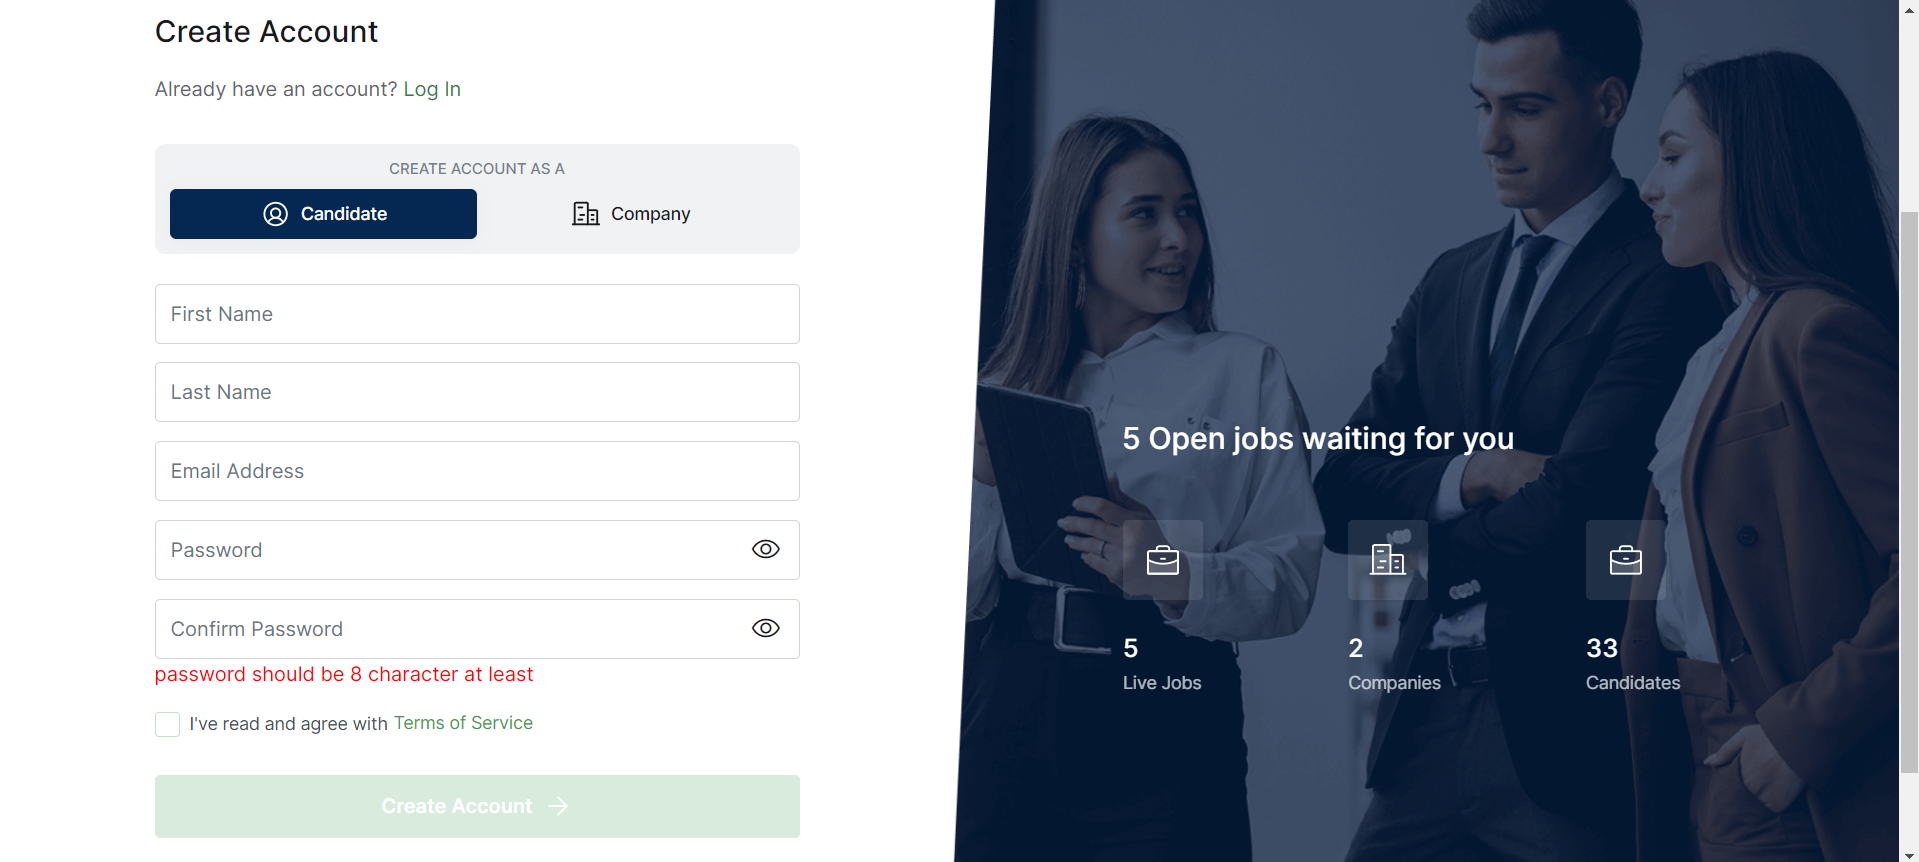 Create Account
Already have an account? Log In
CREATE ACCOUNT AS A
Candidate
Company
First Name
Last Name
Email Address
Password
Confirm Password
password should be 8 character at least
I've read and agree with Terms of Service
Create Account
5 Open jobs waiting for you
5
Live Jobs
2
Companies
33
Candidates